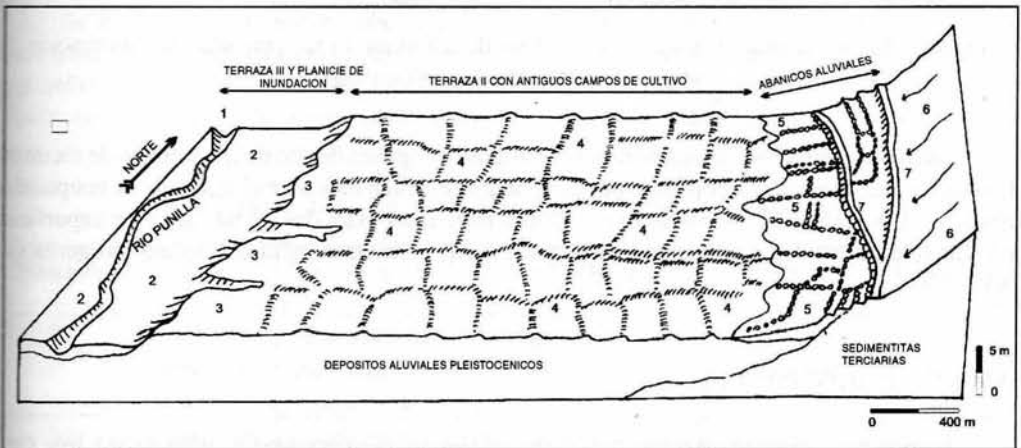 TERRAZA III Y PLANICIE DE
INUNDACION
TERRAZA II CON ANTIGUOS CAMPOS DE CULTIVO
ABANICOS ALUVIALES
1
NORTE
RIO PUNILLA
2
2
2
3
3
3
4
4
4
4
4
4
5
5
5
6
6
7
7
DEPOSITOS ALUVIALES PLEISTOCENICOS
SEDIMENTITAS
TERCIARIAS
5 m
0
0 400 m